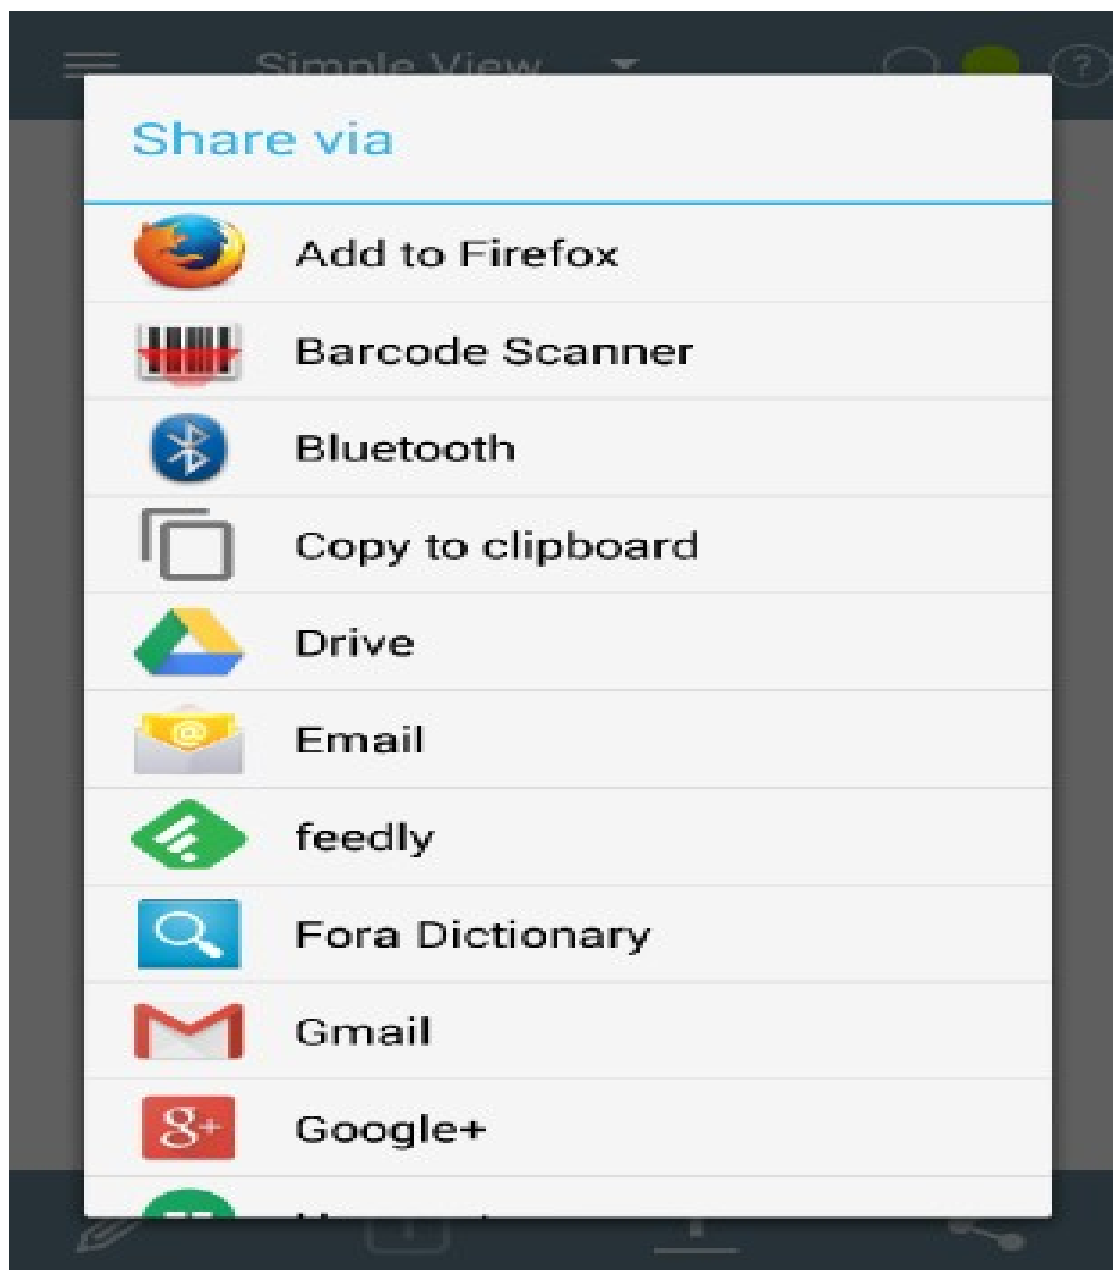 Simple View
?
Share via
Add to Firefox
Barcode Scanner
Bluetooth
Copy to clipboard
Drive
@
Email
feedly
Fora Dictionary
Gmail
g+
Google+